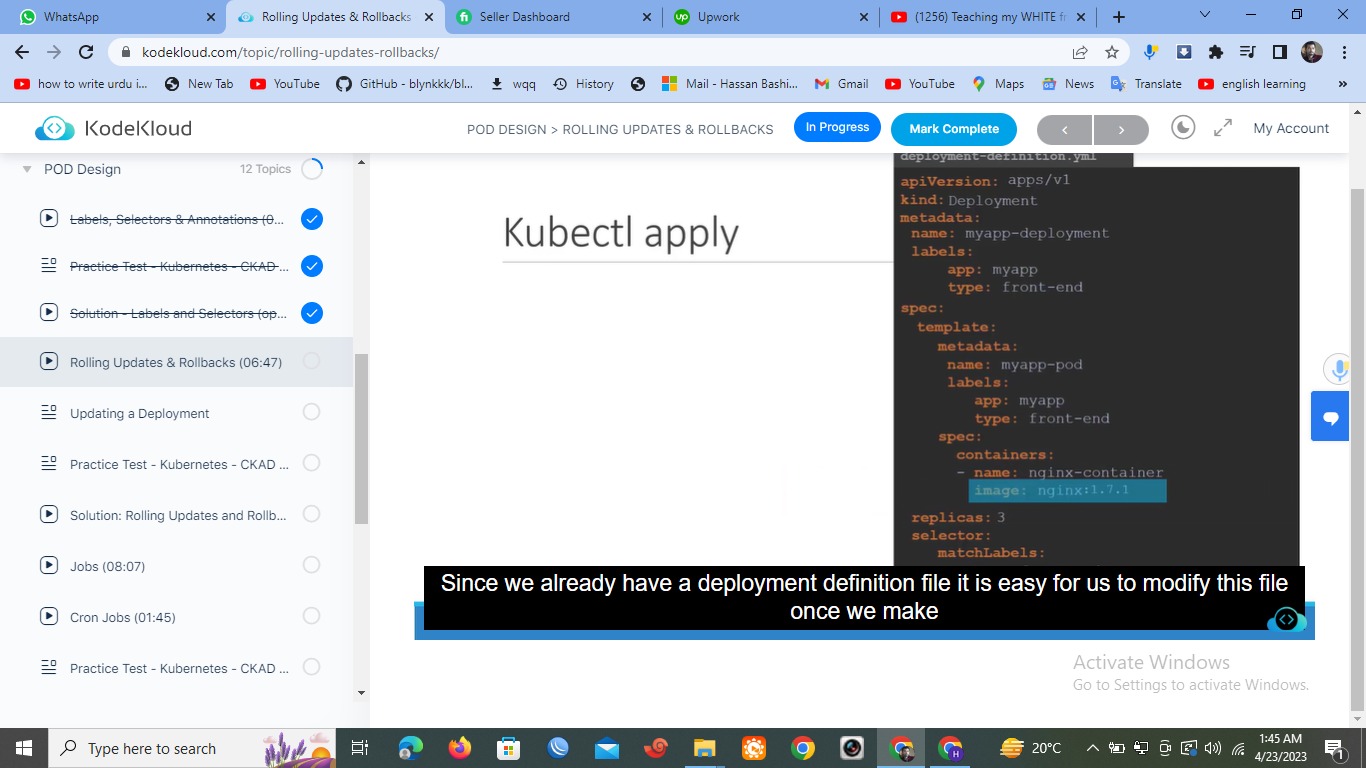 WhatsApp
Rolling Updates & Rollbacks
Seller Dashboard
Upwork
(1256) Teaching my WHITE fr
kodekloud.com/topic/rolling-updates-rollbacks/
how to write urdu i...
New Tab
YouTube
GitHub - blynkkk/bl...
wqq
History
Mail - Hassan Bashi...
Gmail
YouTube
Maps
News
Translate
english learning
»
KodeKloud
POD DESIGN > ROLLING UPDATES & ROLLBACKS
In Progress
Mark Complete
My Account
POD Design
12 Topics
Labels, Selectors & Annotations (0...
Practice Test - Kubernetes - CKAD ...
Solution - Labels and Selectors (op...
Rolling Updates & Rollbacks (06:47)
Updating a Deployment
Practice Test - Kubernetes - CKAD ...
Solution: Rolling Updates and Rollb...
Jobs (08:07)
Cron Jobs (01:45)
Practice Test - Kubernetes - CKAD ...
Kubectl apply
deployment-definition.yml
apiVersion: apps/v1
kind: Deployment
metadata:
name: myapp-deployment
labels:
app: myapp
type: front-end
spec:
template:
metadata:
name: myapp-pod
labels:
app: myapp
type: front-end
spec:
containers:
- name: nginx-container
image: nginx:1.7.1
replicas: 3
selector:
matchLabels:
Since we already have a deployment definition file it is easy for us to modify this file
once we make
Activate Windows
Go to Settings to activate Windows.
Type here to search
20°C
1:45 AM
4/23/2023
1